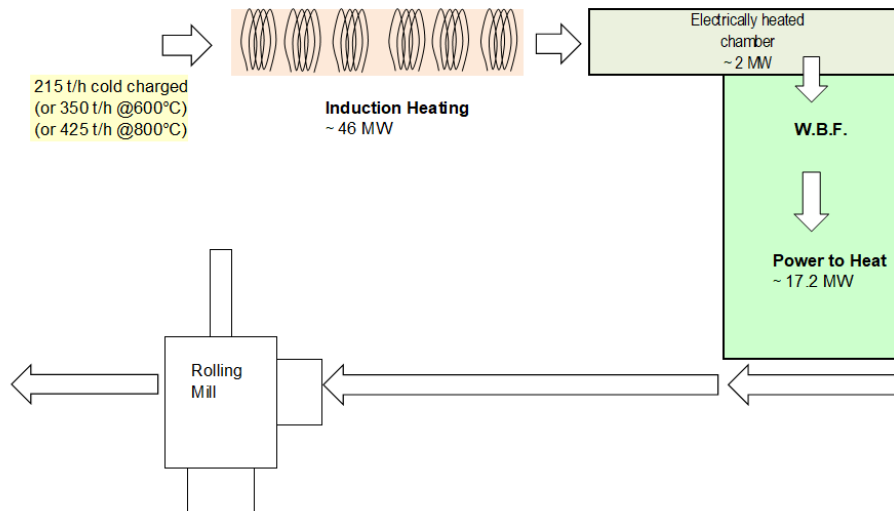 Electrically heated
chamber
~ 2 MW
215 t/h cold charged
(or 350 t/h @600°C)
(or 425 t/h @800°C)
Induction Heating
~ 46 MW
W.B.F.
Power to Heat
~ 17.2 MW
Rolling
Mill